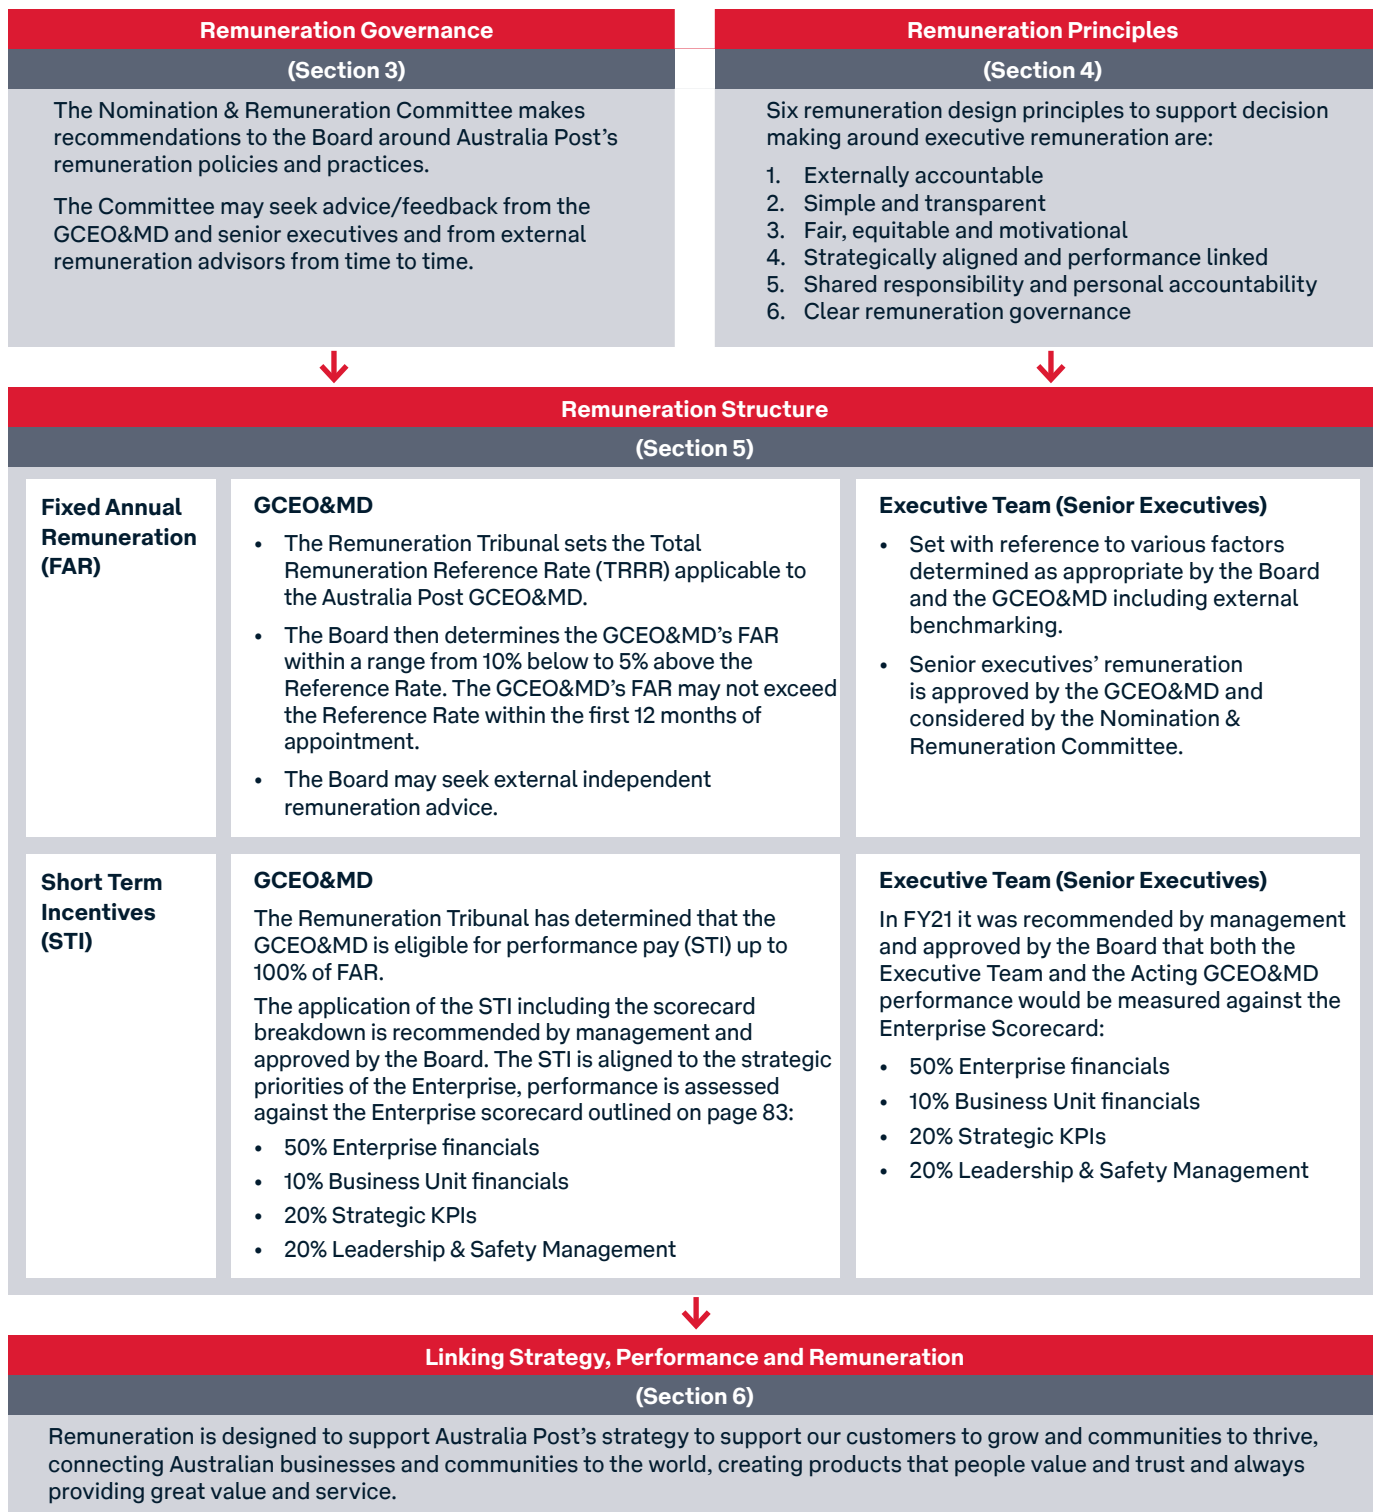 Remuneration Governance
(Section 3)
The Nomination & Remuneration Committee makes
recommendations to the Board around Australia Post's
remuneration policies and practices.
The Committee may seek advice/feedback from the
GCEO&MD and senior executives and from external
remuneration advisors from time to time.
Remuneration Principles
(Section 4)
Six remuneration design principles to support decision
making around executive remuneration are:
1. Externally accountable
2. Simple and transparent
3. Fair, equitable and motivational
4. Strategically aligned and performance linked
5. Shared responsibility and personal accountability
6. Clear remuneration governance
Remuneration Structure
(Section 5)
Fixed Annual
Remuneration
(FAR)
GCEO&MD
• The Remuneration Tribunal sets the Total
Remuneration Reference Rate (TRRR) applicable to
the Australia Post GCEO&MD.
• The Board then determines the GCEO&MD's FAR
within a range from 10% below to 5% above the
Reference Rate. The GCEO&MD's FAR may not exceed
the Reference Rate within the first 12 months of
appointment.
• The Board may seek external independent
remuneration advice.
Executive Team (Senior Executives)
• Set with reference to various factors
determined as appropriate by the Board
and the GCEO&MD including external
benchmarking.
• Senior executives' remuneration
is approved by the GCEO&MD and
considered by the Nomination &
Remuneration Committee.
Short Term
Incentives
(STI)
GCEO&MD
The Remuneration Tribunal has determined that the
GCEO&MD is eligible for performance pay (STI) up to
100% of FAR.
The application of the STI including the scorecard
breakdown is recommended by management and
approved by the Board. The STI is aligned to the strategic
priorities of the Enterprise, performance is assessed
against the Enterprise scorecard outlined on page 83:
• 50% Enterprise financials
• 10% Business Unit financials
• 20% Strategic KPIs
• 20% Leadership & Safety Management
Executive Team (Senior Executives)
In FY21 it was recommended by management
and approved by the Board that both the
Executive Team and the Acting GCEO&MD
performance would be measured against the
Enterprise Scorecard:
• 50% Enterprise financials
• 10% Business Unit financials
• 20% Strategic KPIs
• 20% Leadership & Safety Management
Linking Strategy, Performance and Remuneration
(Section 6)
Remuneration is designed to support Australia Post's strategy to support our customers to grow and communities to thrive,
connecting Australian businesses and communities to the world, creating products that people value and trust and always
providing great value and service.